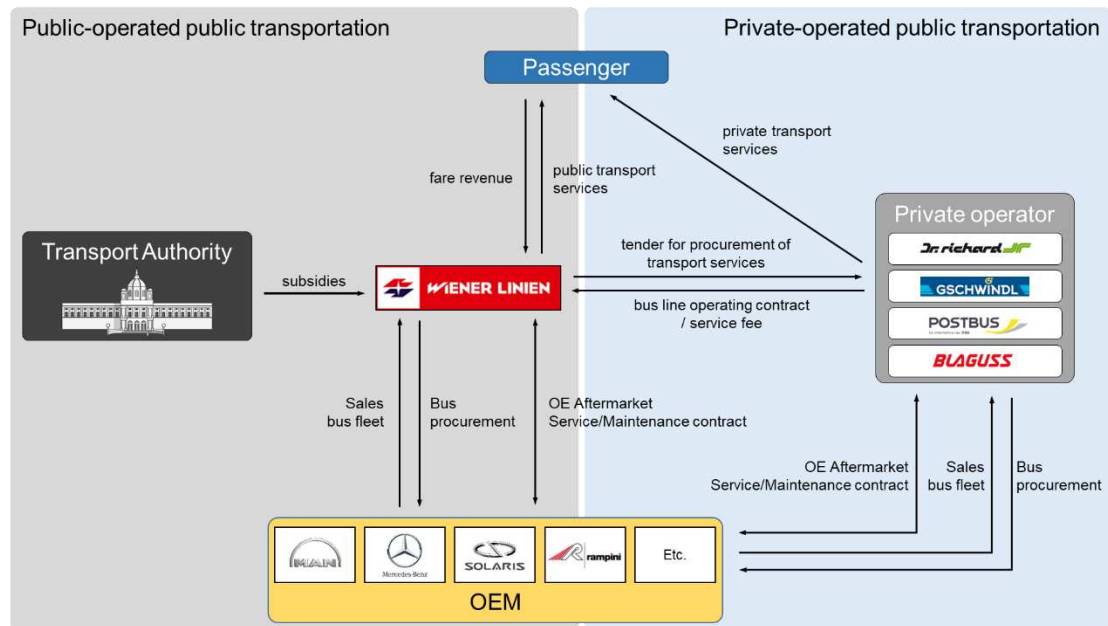 Public-operated public transportation
Private-operated public transportation
Passenger
private transport
services
fare revenue
public transport
services
Private operator
Dr. richard
GSCHWINDL
POSTBUS
BLAGUSS
Transport Authority
subsidies
WIENER LINIEN
tender for procurement of
transport services
bus line operating contract
/ service fee
Sales
bus fleet
Bus
procurement
OE Aftermarket
Service/Maintenance contract
OE Aftermarket
Service/Maintenance contract
Sales
bus fleet
Bus
procurement
MAN
Mercedes-Benz
SOLARIS
rampini
Etc.
OEM